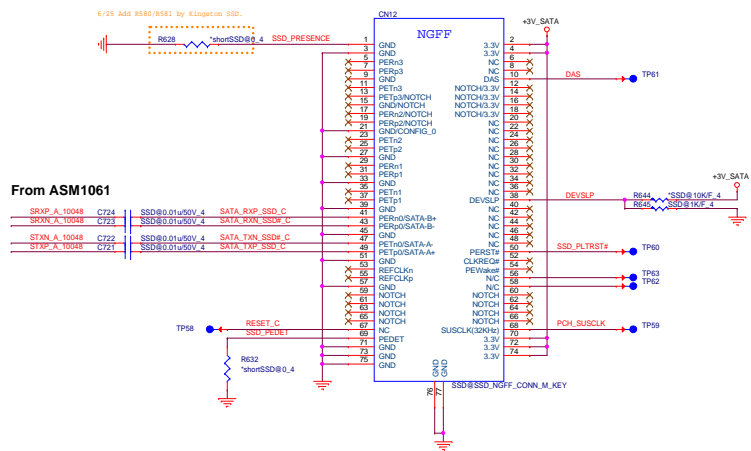 6/25 Add R580/R581 by Kingston SSD.
CN12
NGFF
+3V_SATA
R628 *shortSSD@0_4 SSD_PRESENCE
1 GND 3.3V 2
3 GND 3.3V 4
5 PERn3 NC 6
7 PERp3 NC 8
9 GND DAS 10 DAS TP61
11 PETn3 NOTCH/3.3V 12
13 PETp3/NOTCH NOTCH/3.3V 14
15 GND/NOTCH NOTCH/3.3V 16
17 PERn2/NOTCH NOTCH/3.3V 18
19 PERp2/NOTCH NC 20
21 GND/CONFIG_0 NC 22
23 PETn2 NC 24
25 PETp2 NC 26
27 GND NC 28
29 PERn1 NC 30
31 PERp1 NC 32
33 GND NC 34
35 PETn1 NC 36
37 PETp1 DEVSLP 38 DEVSLP R644 *SSD@10K/F_4 +3V_SATA
39 GND NC 40 R645 SSD@1K/F_4
From ASM1061
SRXP_A_10048 C724 SSD@0.01u/50V_4 SATA_RXP_SSD_C 41 PERn0/SATA-B+ NC 42
SRXN_A_10048 C723 SSD@0.01u/50V_4 SATA_RXN_SSD#_C 43 PERp0/SATA-B- NC 44
45 GND NC 46
STXN_A_10048 C722 SSD@0.01u/50V_4 SATA_TXN_SSD#_C 47 PETn0/SATA-A- NC 48
STXP_A_10048 C721 SSD@0.01u/50V_4 SATA_TXP_SSD_C 49 PETp0/SATA-A+ PERST# 50 SSD_PLTRST# TP60
51 GND CLKREQ# 52
53 REFCLKn PEWake# 54
55 REFCLKp N/C 56 TP63
57 GND N/C 58 TP62
59 NOTCH NOTCH 60
61 NOTCH NOTCH 62
63 NOTCH NOTCH 64
65 NOTCH NOTCH 66
TP58 RESET_C 67 NC SUSCLK(32KHz) 68 PCH_SUSCLK TP59
SSD_PEDET 69 PEDET 3.3V 70
71 GND 3.3V 72
73 GND 3.3V 74
75 GND
R632
*shortSSD@0_4
GND GND
76 77
SSD@SSD_NGFF_CONN_M_KEY